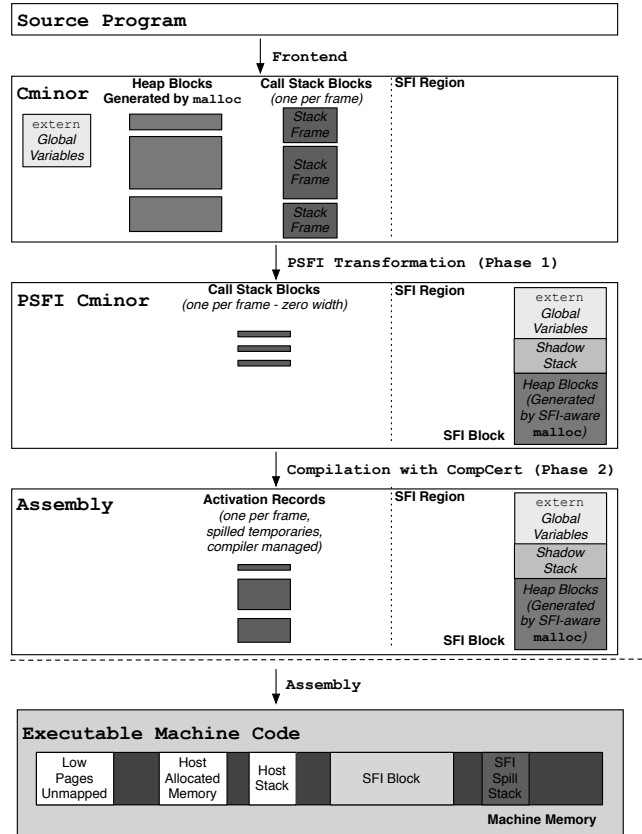 Source Program
Frontend
Cminor
Heap Blocks
Generated by malloc
Call Stack Blocks
(one per frame)
SFI Region
extern
Global
Variables
Stack
Frame
Stack
Frame
Stack
Frame
PSFI Transformation (Phase 1)
PSFI Cminor
Call Stack Blocks
(one per frame - zero width)
SFI Region
extern
Global
Variables
Shadow
Stack
Heap Blocks
(Generated
by SFI-aware
malloc)
SFI Block
Compilation with CompCert (Phase 2)
Assembly
Activation Records
(one per frame,
spilled temporaries,
compiler managed)
SFI Region
extern
Global
Variables
Shadow
Stack
Heap Blocks
(Generated
by SFI-aware
malloc)
SFI Block
Assembly
Executable Machine Code
Low
Pages
Unmapped
Host
Allocated
Memory
Host
Stack
SFI Block
SFI
Spill
Stack
Machine Memory